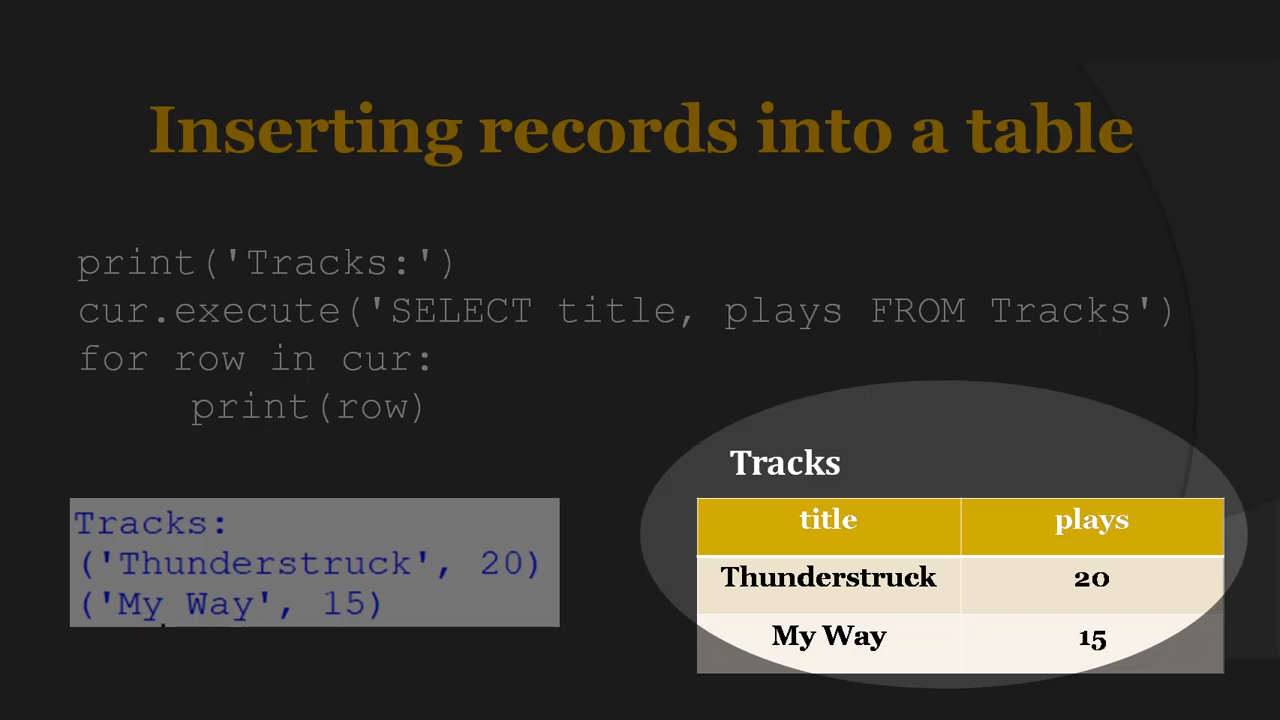 Inserting records into a table
print('Tracks:')
cur.execute('SELECT title, plays FROM Tracks')
for row in cur:
print(row)
Tracks:
('Thunderstruck', 20)
('My Way', 15)
Tracks
title plays
Thunderstruck 20
My Way 15